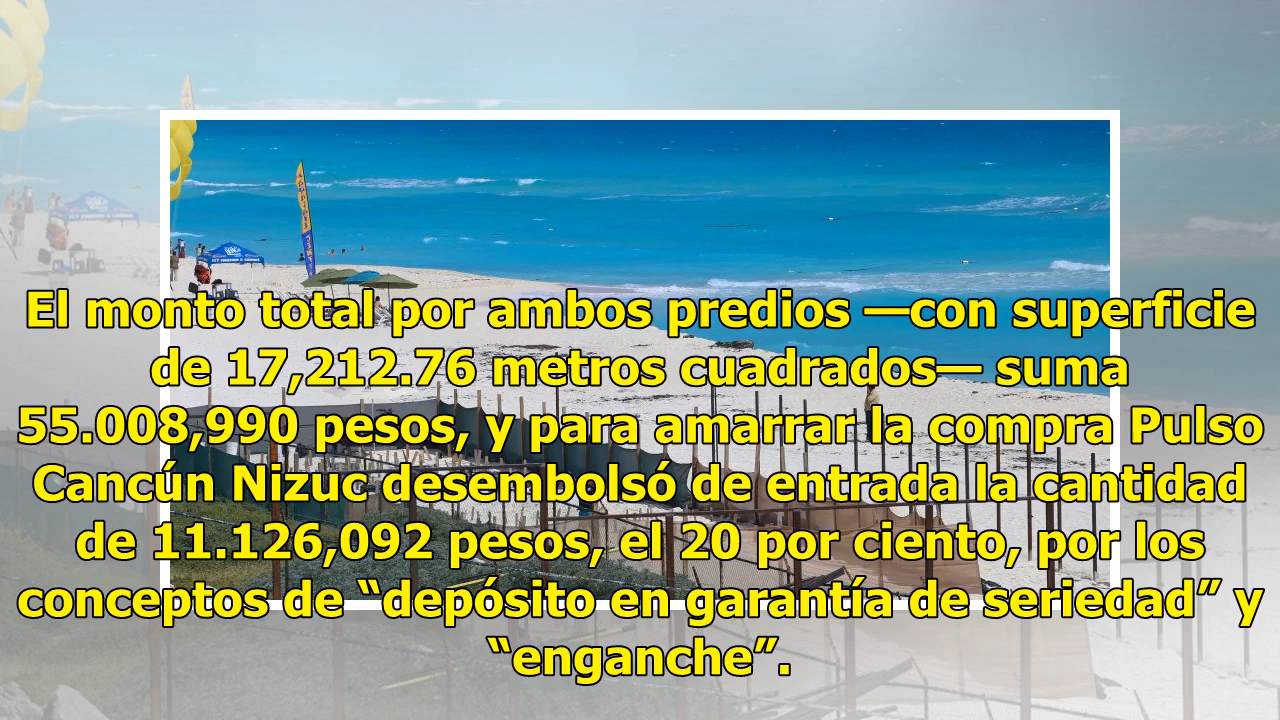 El monto total por ambos predios —con superficie
de 17,212.76 metros cuadrados— suma
55.008,990 pesos, y para amarrar la compra Pulso
Cancún Nizuc desembolsó de entrada la cantidad
de 11.126,092 pesos, el 20 por ciento, por los
conceptos de “depósito en garantía de seriedad” y
“enganche”.